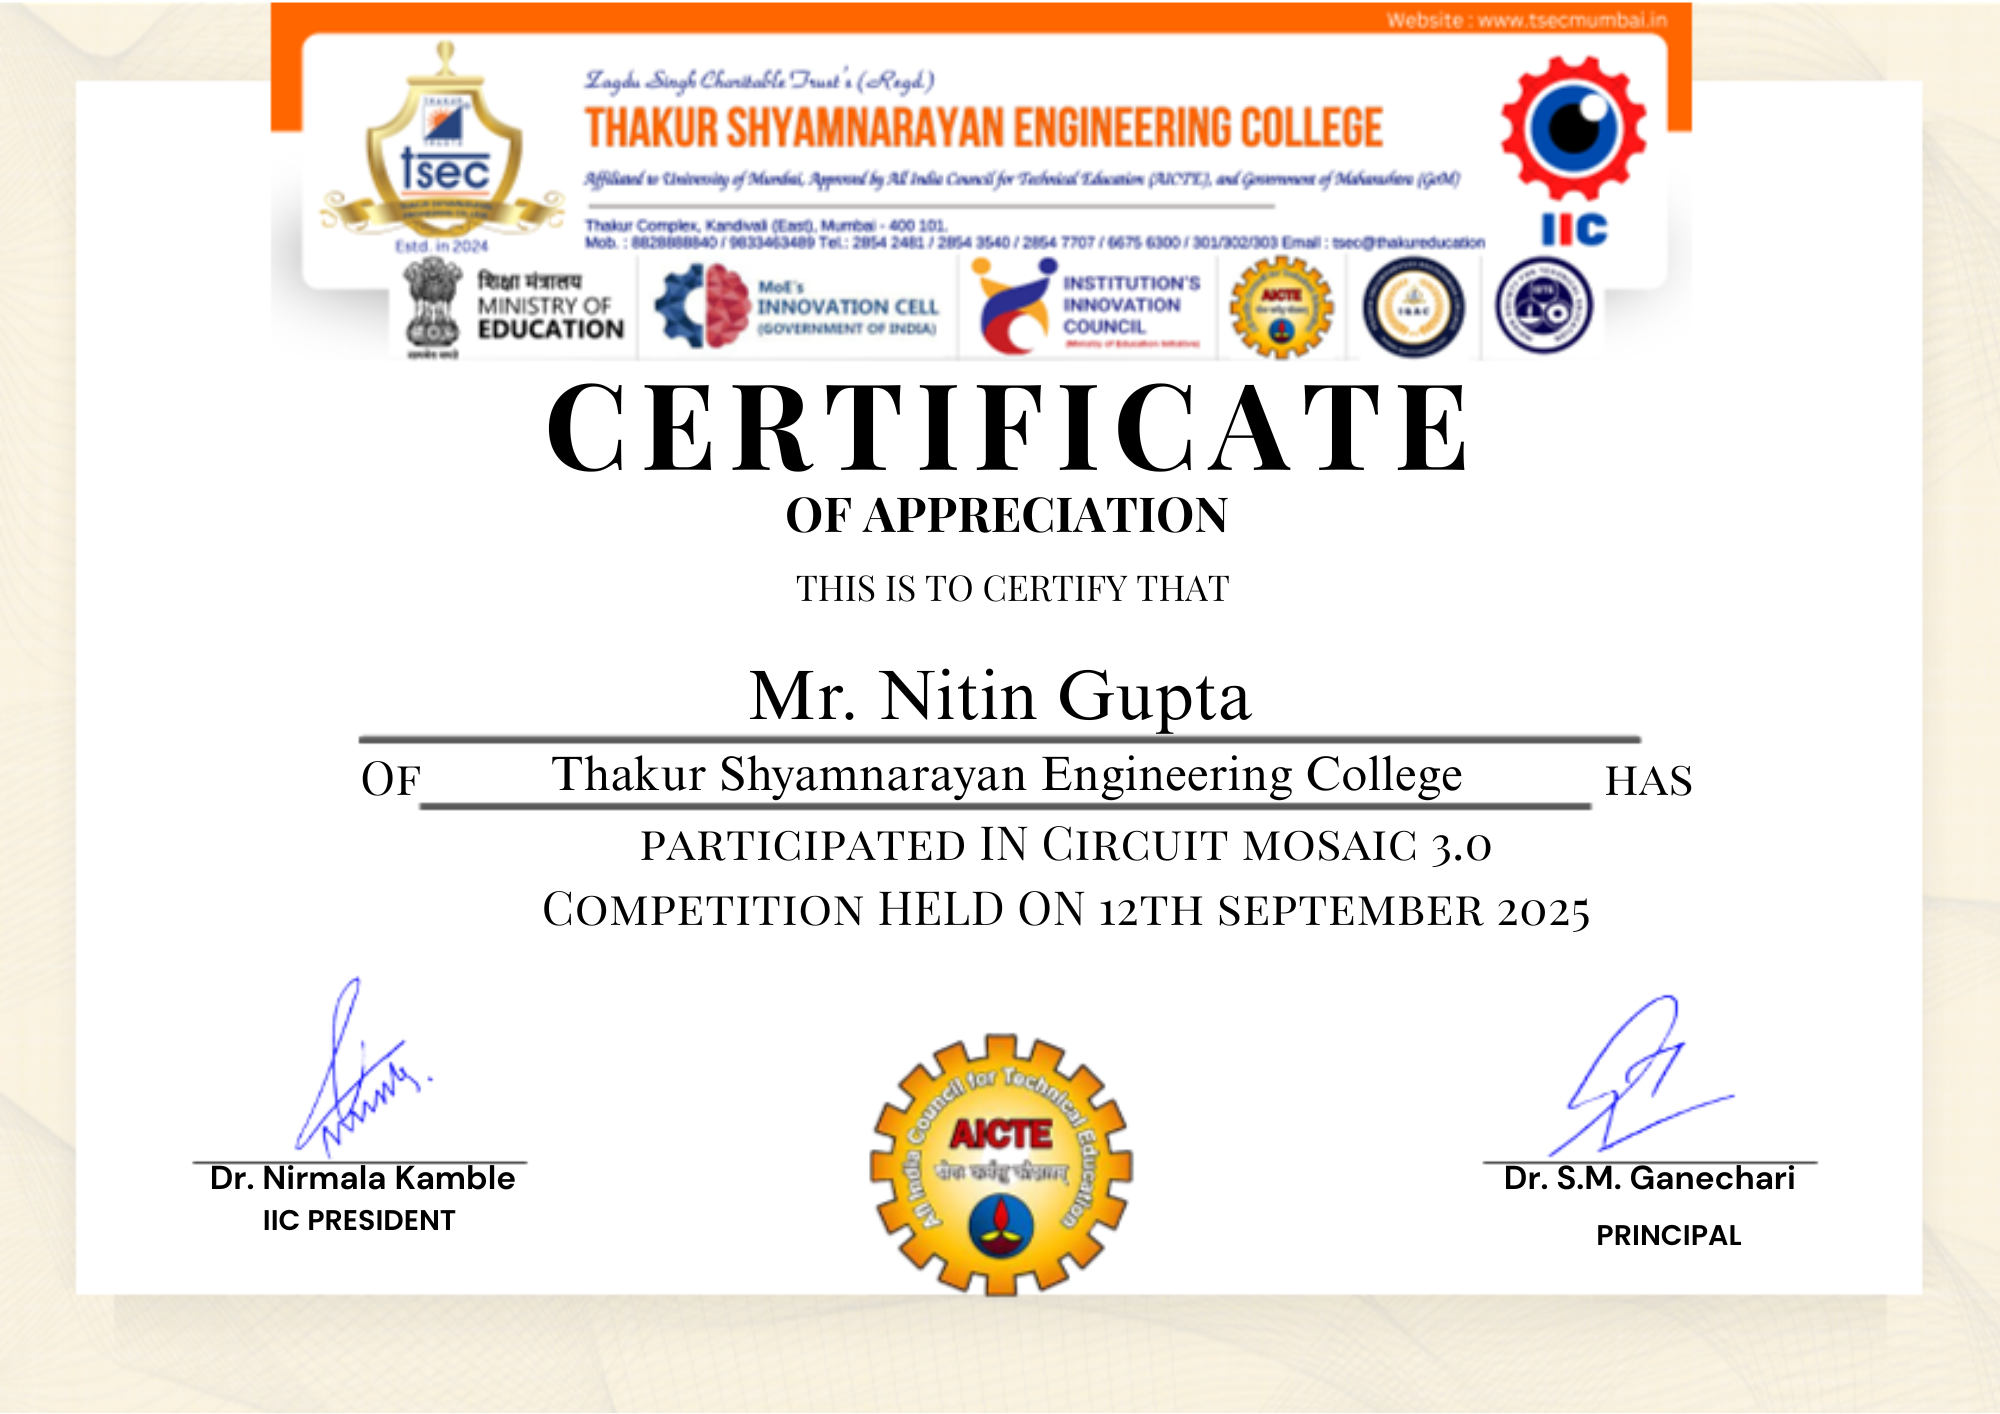 Website : www.tsecmumbai.in
Zagdu Singh Charitable Trust's (Regd.)
THAKUR SHYAMNARAYAN ENGINEERING COLLEGE
Affiliated to University of Mumbai, Approved by All India Council for Technical Education (AICTE), and Government of Maharashtra (GoM)
Thakur Complex, Kandivali (East), Mumbai - 400 101.
Mob. : 8828888840 / 9833463489 Tel.: 2854 2481 / 2854 3540 / 2854 7707 / 6675 6300 / 301/302/303 Email : tsec@thakureducation
tsec
Estd. in 2024
IIC
शिक्षा मंत्रालय
MINISTRY OF
EDUCATION
MoE's
INNOVATION CELL
(GOVERNMENT OF INDIA)
INSTITUTION'S
INNOVATION
COUNCIL
(Ministry of Education Initiative)
AICTE
CERTIFICATE
OF APPRECIATION
THIS IS TO CERTIFY THAT
Mr. Nitin Gupta
OF Thakur Shyamnarayan Engineering College HAS
PARTICIPATED IN CIRCUIT MOSAIC 3.0
COMPETITION HELD ON 12TH SEPTEMBER 2025
Dr. Nirmala Kamble
IIC PRESIDENT
All India Council for Technical Education
AICTE
Dr. S.M. Ganechari
PRINCIPAL